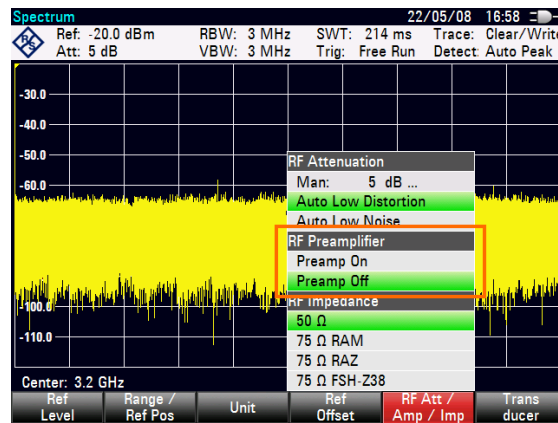 Spectrum 22/05/08 16:58
Ref: -20.0 dBm RBW: 3 MHz SWT: 214 ms Trace: Clear/Write
Att: 5 dB VBW: 3 MHz Trig: Free Run Detect: Auto Peak
-30.0
-40.0
-50.0
-60.0
-100.0
-110.0
RF Attenuation
Man: 5 dB ...
Auto Low Distortion
Auto Low Noise
RF Preamplifier
Preamp On
Preamp Off
RF Impedance
50 Ω
75 Ω RAM
75 Ω RAZ
75 Ω FSH-Z38
Center: 3.2 GHz
Ref Level
Range / Ref Pos
Unit
Ref Offset
RF Att / Amp / Imp
Trans ducer